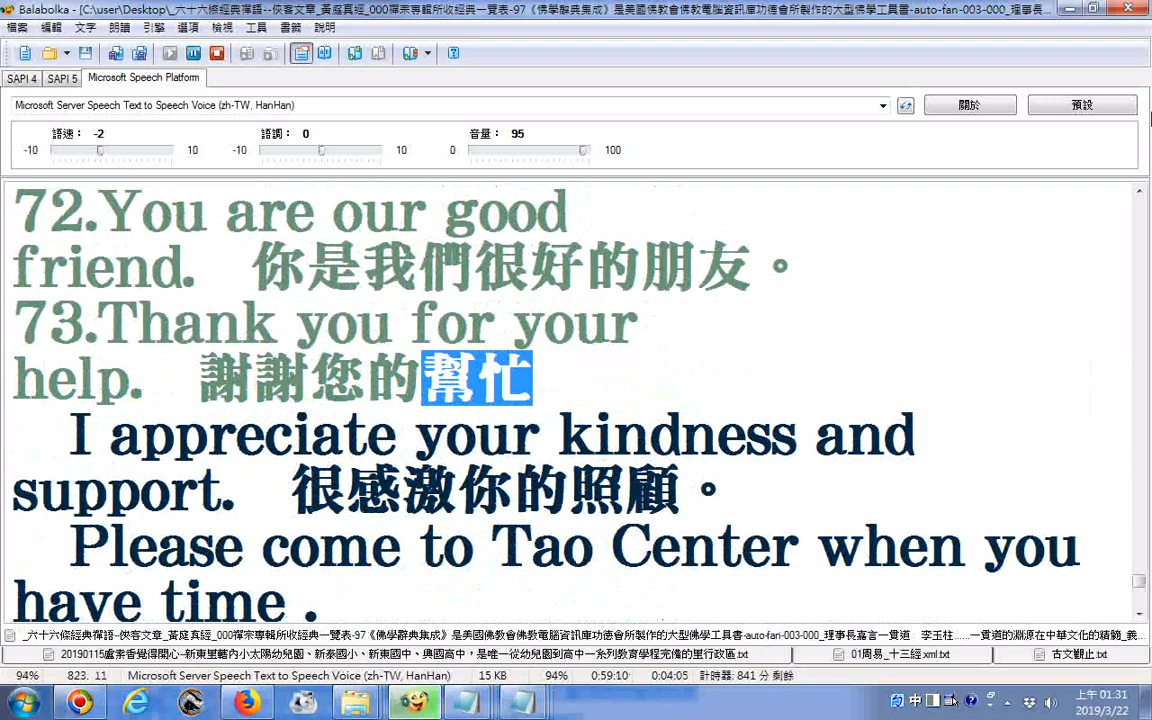 Balabolka - [C:\user\Desktop\_六十六條經典禪語--俠客文章_黃庭真經_000禪宗專輯所收經典一覽表-97《佛學辭典集成》是美國佛教會佛教電腦資訊庫功德會所製作的大型佛學工具書-auto-fan-003-000_理事長...
檔案 編輯 文字 朗讀 引擎 選項 檢視 工具 書籤 說明
SAPI 4 SAPI 5 Microsoft Speech Platform
Microsoft Server Speech Text to Speech Voice (zh-TW, HanHan) 關於 預設
語速： -2 語調： 0 音量： 95
-10 10 -10 10 0 100
72.You are our good
friend. 你是我們很好的朋友。
73.Thank you for your
help. 謝謝您的幫忙
I appreciate your kindness and
support. 很感激你的照顧。
Please come to Tao Center when you
have time .
_六十六條經典禪語--俠客文章_黃庭真經_000禪宗專輯所收經典一覽表-97《佛學辭典集成》是美國佛教會佛教電腦資訊庫功德會所製作的大型佛學工具書-auto-fan-003-000_理事長嘉言一貫道 李玉柱......一貫道的淵源在中華文化的精髓_義...
20190115盧素香覺得開心--新東里轄內小太陽幼兒園、新泰國小、新東國中、興國高中，是唯一從幼兒園到高中一系列教育學程完備的里行政區.txt 01周易_十三經xml.txt 古文觀止.txt
94% 823. 11 Microsoft Server Speech Text to Speech Voice (zh-TW, HanHan) 15 KB 94% 0:59:10 0:04:05 計時器: 841 分 剩餘
中 上午 01:31
2019/3/22